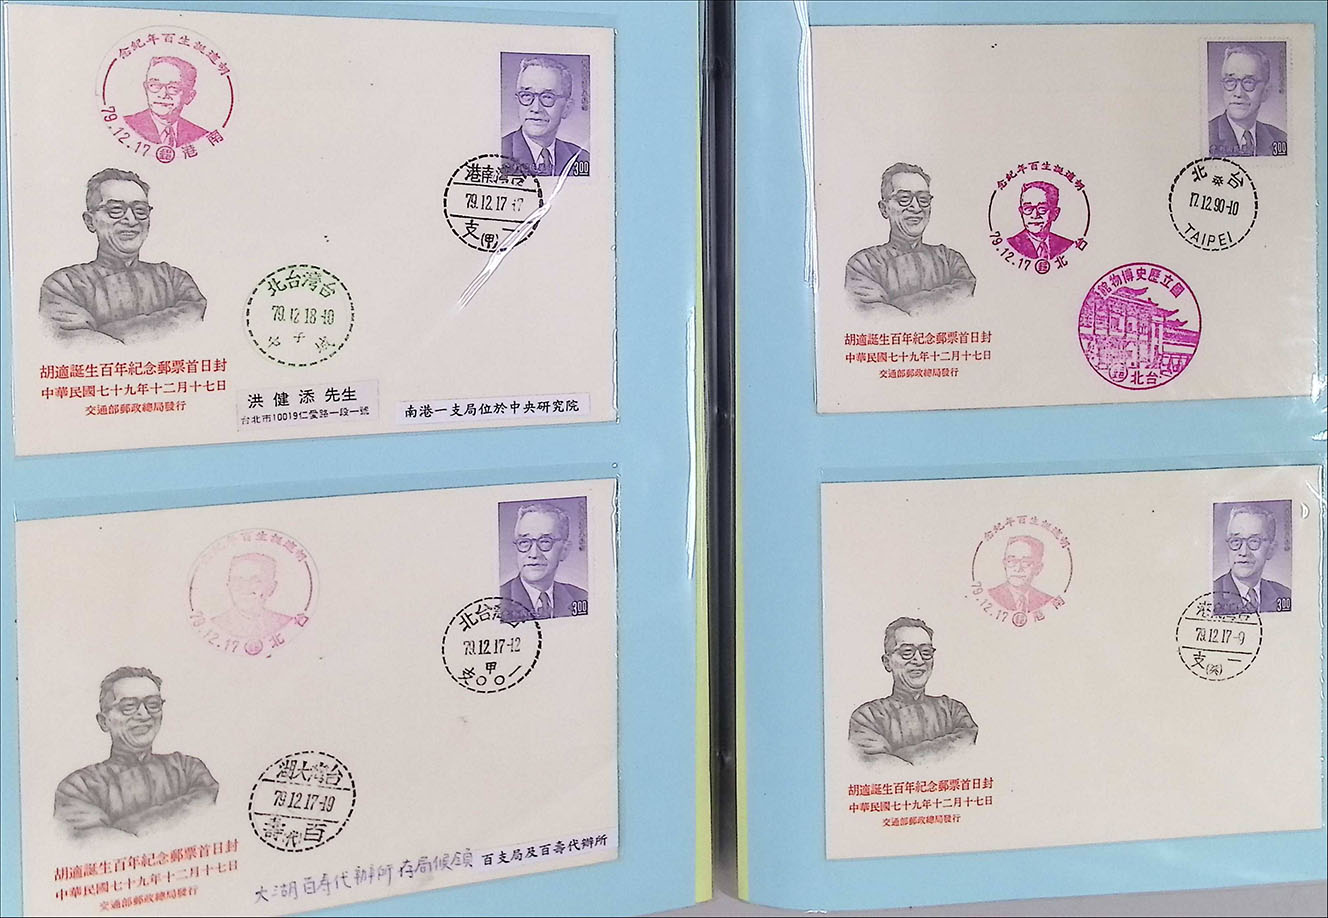 胡適誕生百年紀念
79.12.17
郵
南港
3.00
台灣南港
79.12.17.17
一支
(甲)
台灣台北
79.12.18.10
胡適誕生百年紀念郵票首日封
中華民國七十九年十二月十七日
交通部郵政總局發行
洪健添 先生
台北市10019仁愛路一段一號
南港一支局位於中央研究院
3.00
胡適誕生百年紀念
79.12.17
台北
台北
17.12.90-10
TAIPEI
國立歷史博物館
台北
胡適誕生百年紀念郵票首日封
中華民國七十九年十二月十七日
交通部郵政總局發行
胡適誕生百年紀念
79.12.17
台北
3.00
台灣台北
79.12.17-12
甲
台灣大湖
79.12.17-19
百壽
(代)
胡適誕生百年紀念郵票首日封
中華民國七十九年十二月十七日
交通部郵政總局發行
大湖百寿代辦所存局候領
百支局及百壽代辦所
胡適誕生百年紀念
79.12.17
南港
3.00
79.12.17-9
一支
(癸)
胡適誕生百年紀念郵票首日封
中華民國七十九年十二月十七日
交通部郵政總局發行